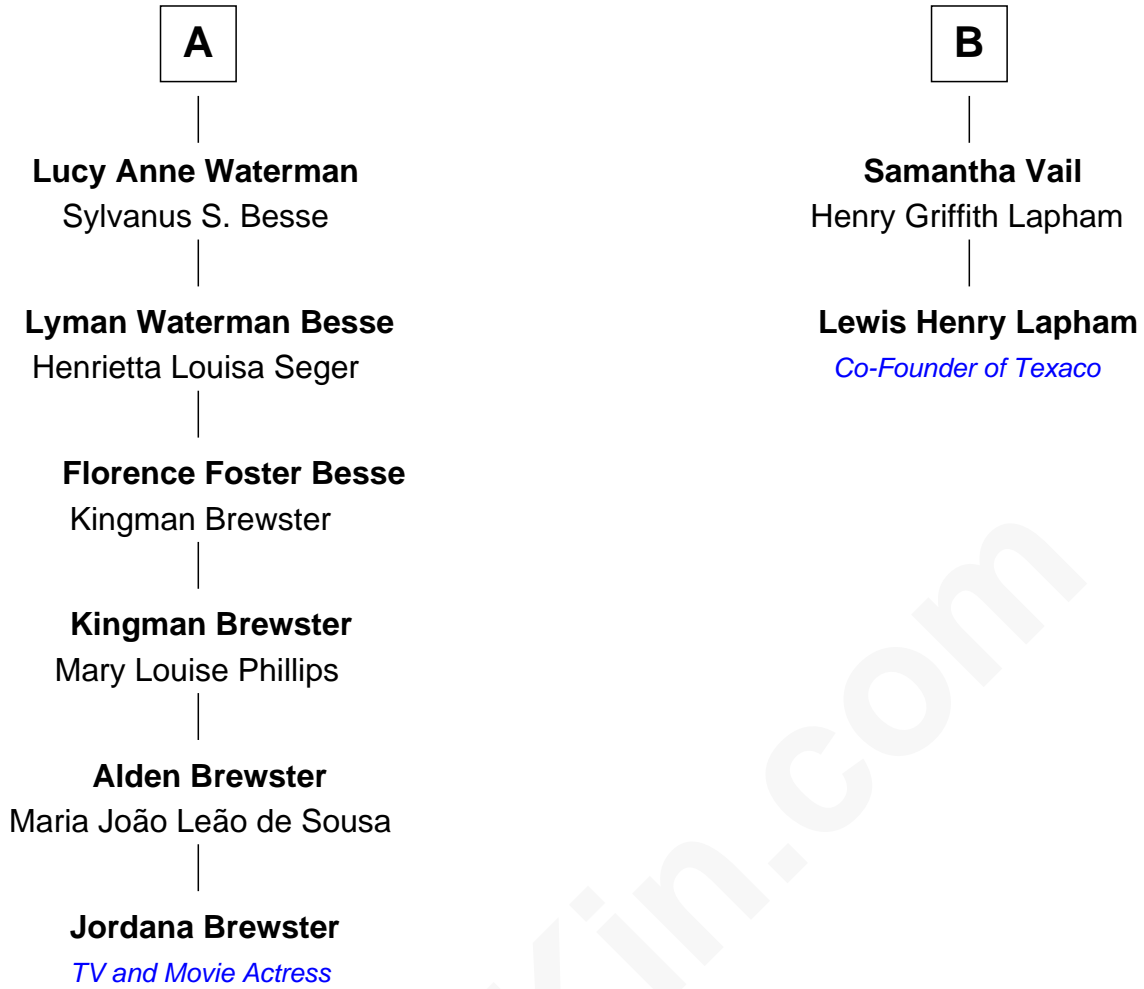 A
Lucy Anne Waterman
Sylvanus S. Besse
Lyman Waterman Besse
Henrietta Louisa Seger
Florence Foster Besse
Kingman Brewster
Kingman Brewster
Mary Louise Phillips
Alden Brewster
Maria João Leão de Sousa
Jordana Brewster
TV and Movie Actress
B
Samantha Vail
Henry Griffith Lapham
Lewis Henry Lapham
Co-Founder of Texaco
Kin.com